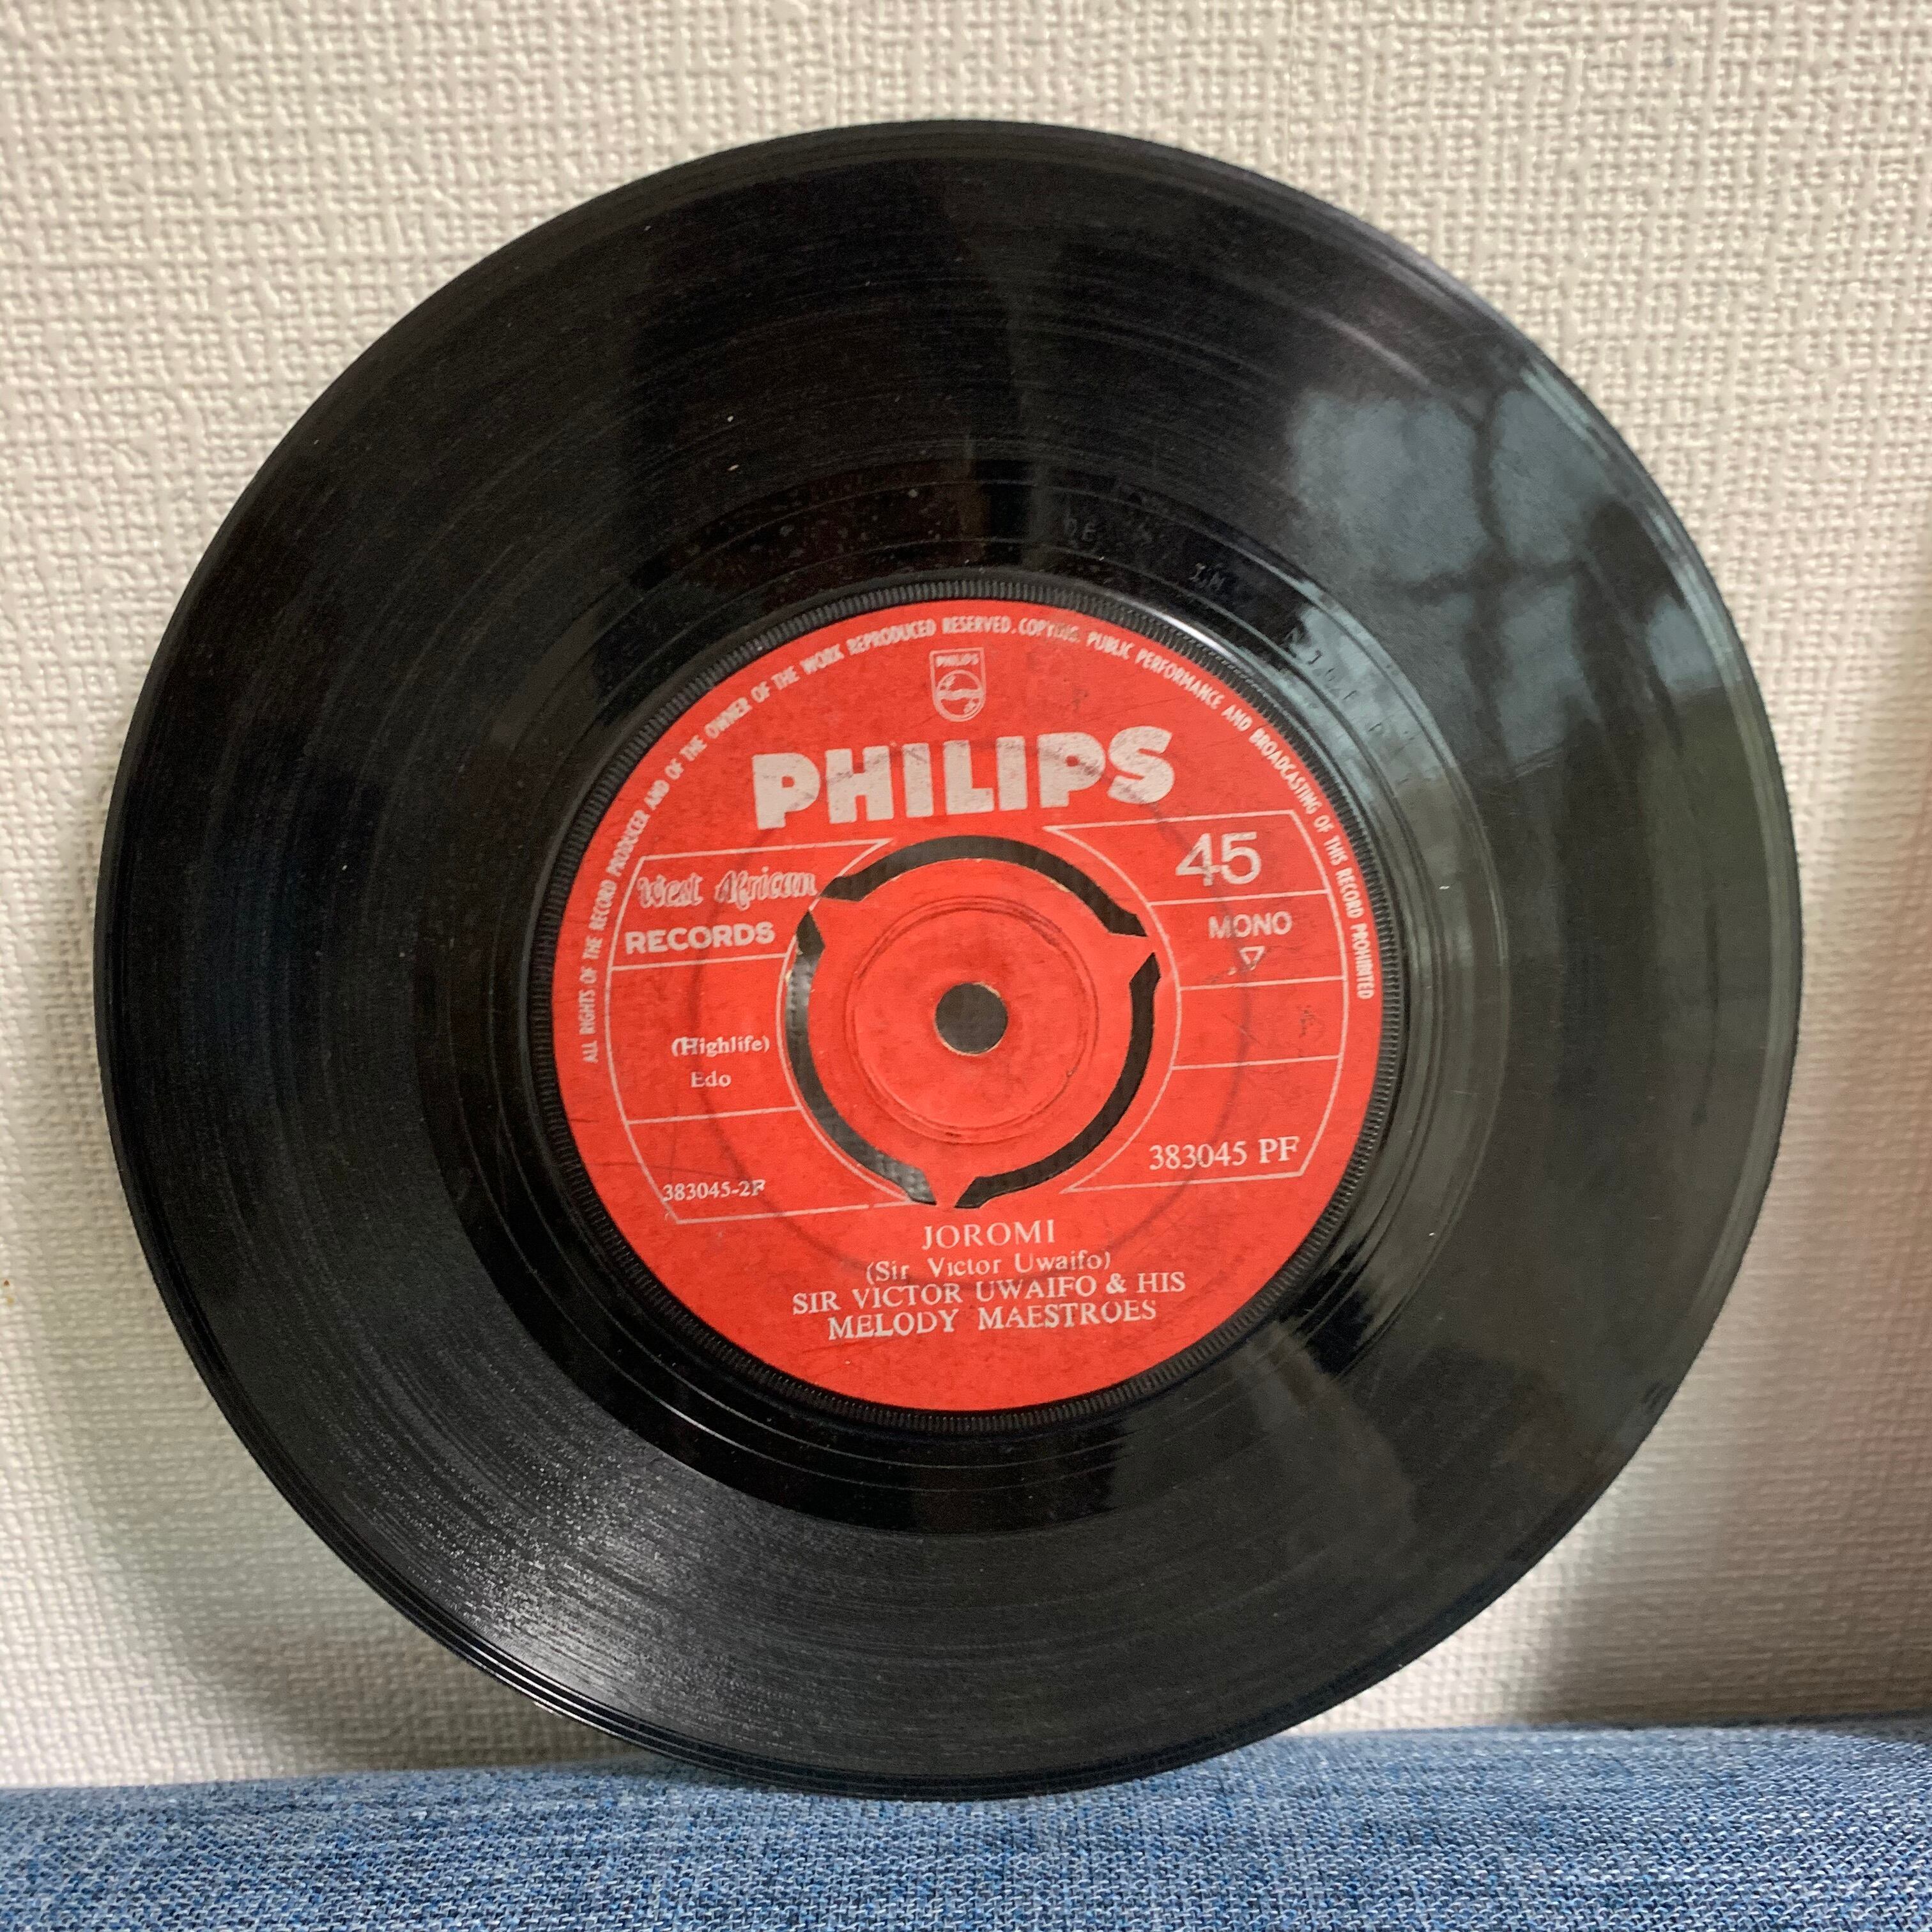 ALL RIGHTS OF THE RECORD PRODUCER AND OF THE OWNER OF THE WORK REPRODUCED RESERVED. COPYING. PUBLIC PERFORMANCE AND BROADCASTING OF THIS RECORD PROHIBITED
PHILIPS
PHILIPS
West African
RECORDS
45
MONO
(Highlife)
Edo
383045-2F
383045 PF
JOROMI
(Sir Victor Uwaifo)
SIR VICTOR UWAIFO & HIS
MELODY MAESTROES